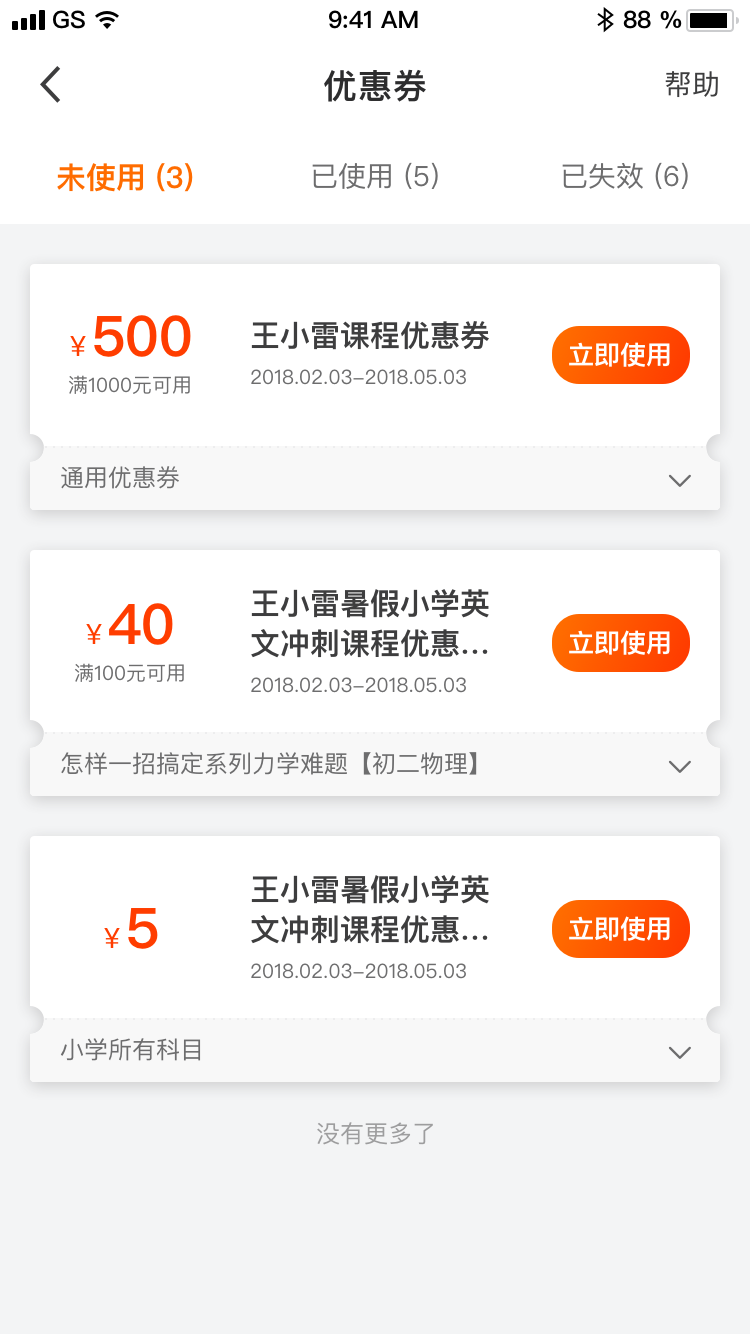 GS 9:41 AM 88 %
优惠券 帮助
未使用 (3) 已使用 (5) 已失效 (6)
¥500
满1000元可用
王小雷课程优惠券
2018.02.03–2018.05.03
立即使用
通用优惠券
¥40
满100元可用
王小雷暑假小学英
文冲刺课程优惠...
2018.02.03–2018.05.03
立即使用
怎样一招搞定系列力学难题【初二物理】
¥5
王小雷暑假小学英
文冲刺课程优惠...
2018.02.03–2018.05.03
立即使用
小学所有科目
没有更多了